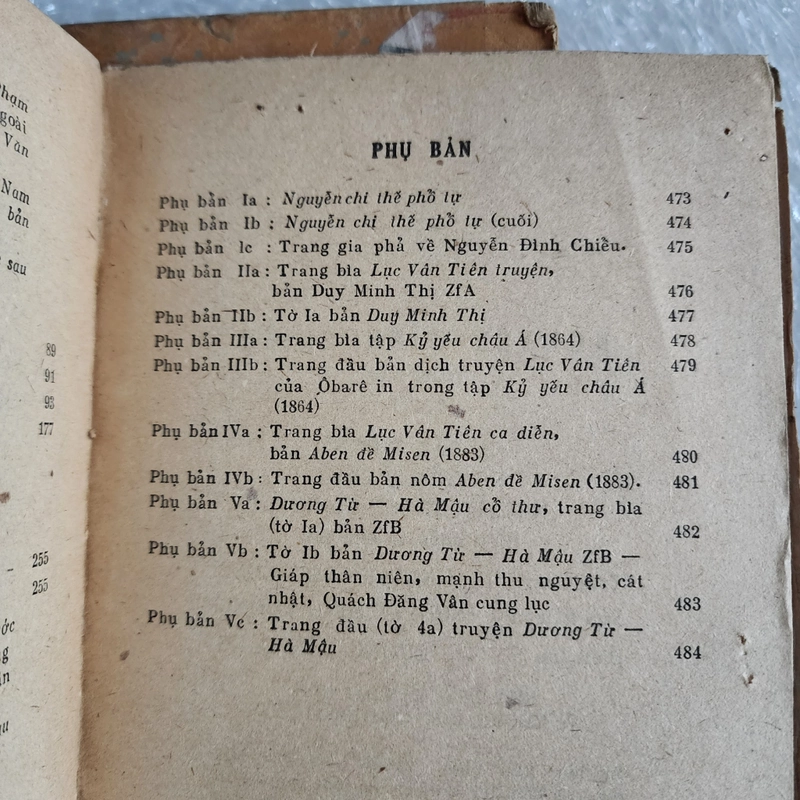 Phạm
goài
Văn
Nam
bản
sau
89
91
93
177
255
255
PHỤ BẢN
Phụ bản Ia : Nguyễn chi thế phổ tự 473
Phụ bản Ib : Nguyễn chị thế phổ tự (cuối) 474
Phụ bản Ic : Trang gia phả về Nguyễn Đình Chiểu. 475
Phụ bản IIa : Trang bìa Lục Vân Tiên truyện,
bản Duy Minh Thị ZfA 476
Phụ bản IIb : Tờ Ia bản Duy Minh Thị 477
Phụ bản IIIa : Trang bìa tập Kỷ yếu châu Á (1864) 478
Phụ bản IIIb : Trang đầu bản dịch truyện Lục Vân Tiên 479
của Ôbarê in trong tập Kỷ yếu châu Á
(1864)
Phụ bản IVa : Trang bìa Lục Vân Tiên ca diễn,
bản Aben đề Misen (1883) 480
Phụ bản IVb : Trang đầu bản nôm Aben đề Misen (1883). 481
Phụ bản Va : Dương Từ — Hà Mậu cổ thư, trang bìa
(tờ Ia) bản ZfB 482
Phụ bản Vb : Tờ Ib bản Dương Từ — Hà Mậu ZfB —
Giáp thân niên, mạnh thu nguyệt, cát
nhật, Quách Đăng Vân cung lục 483
Phụ bản Vc : Trang đầu (tờ 4a) truyện Dương Từ —
Hà Mậu 484